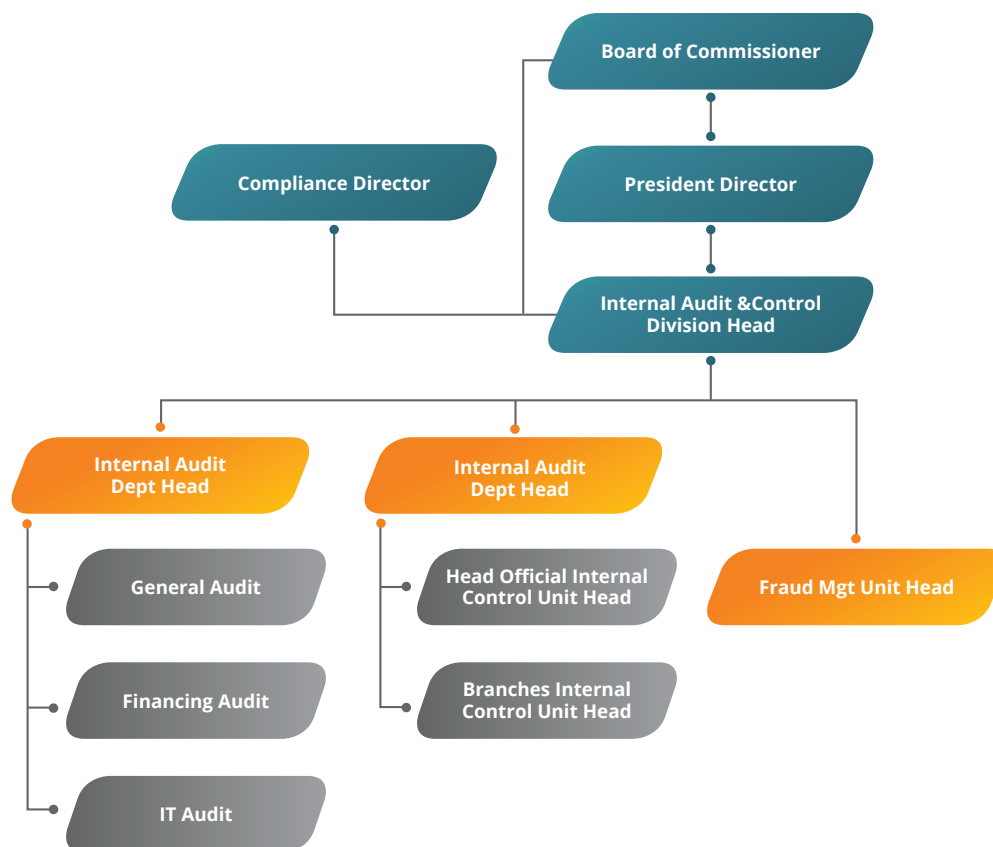 Board of Commissioner
Compliance Director
President Director
Internal Audit &Control
Division Head
Internal Audit
Dept Head
Internal Audit
Dept Head
General Audit
Head Official Internal
Control Unit Head
Fraud Mgt Unit Head
Financing Audit
Branches Internal
Control Unit Head
IT Audit